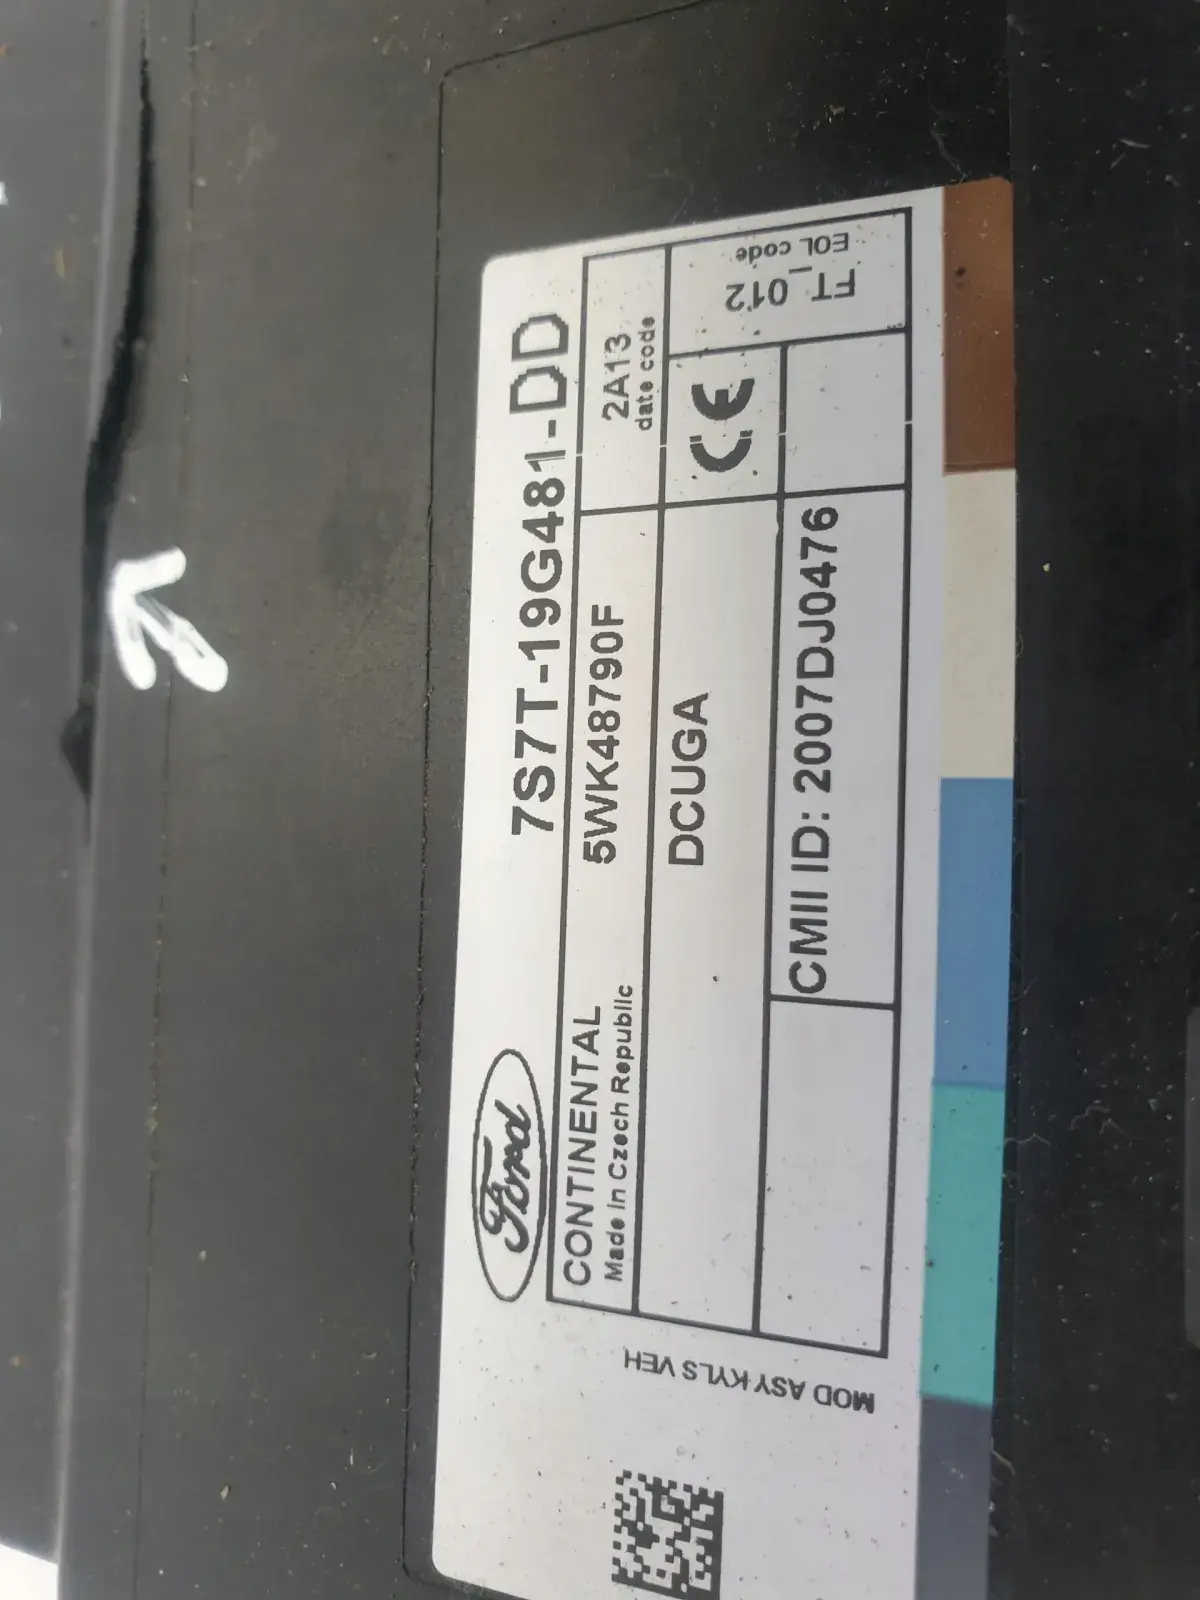 Ford
7S7T-19G481-DD
CONTINENTAL
Made in Czech Republic
5WK48790F
2A13
date code
DCUGA
CE
FT_012
EOL code
CMII ID: 2007DJ0476
MOD ASY KYLS VEH